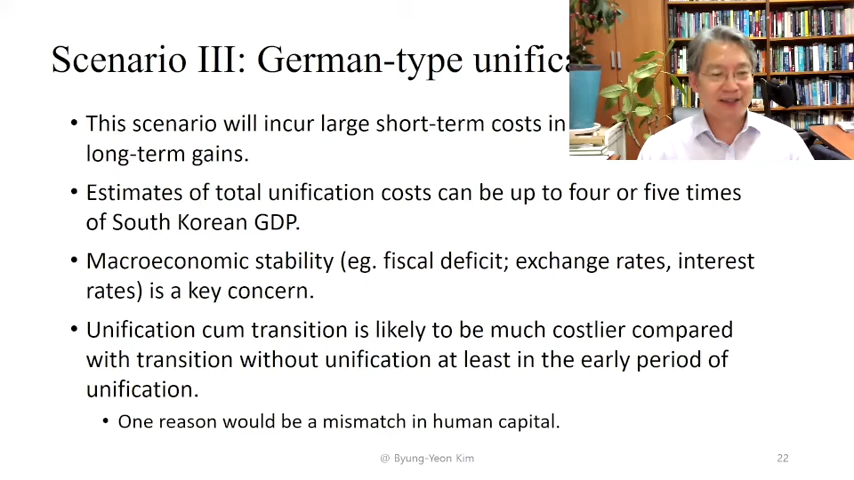 Scenario III: German-type unifica
• This scenario will incur large short-term costs in
long-term gains.
• Estimates of total unification costs can be up to four or five times
of South Korean GDP.
• Macroeconomic stability (eg. fiscal deficit; exchange rates, interest
rates) is a key concern.
• Unification cum transition is likely to be much costlier compared
with transition without unification at least in the early period of
unification.
• One reason would be a mismatch in human capital.
@ Byung-Yeon Kim
22